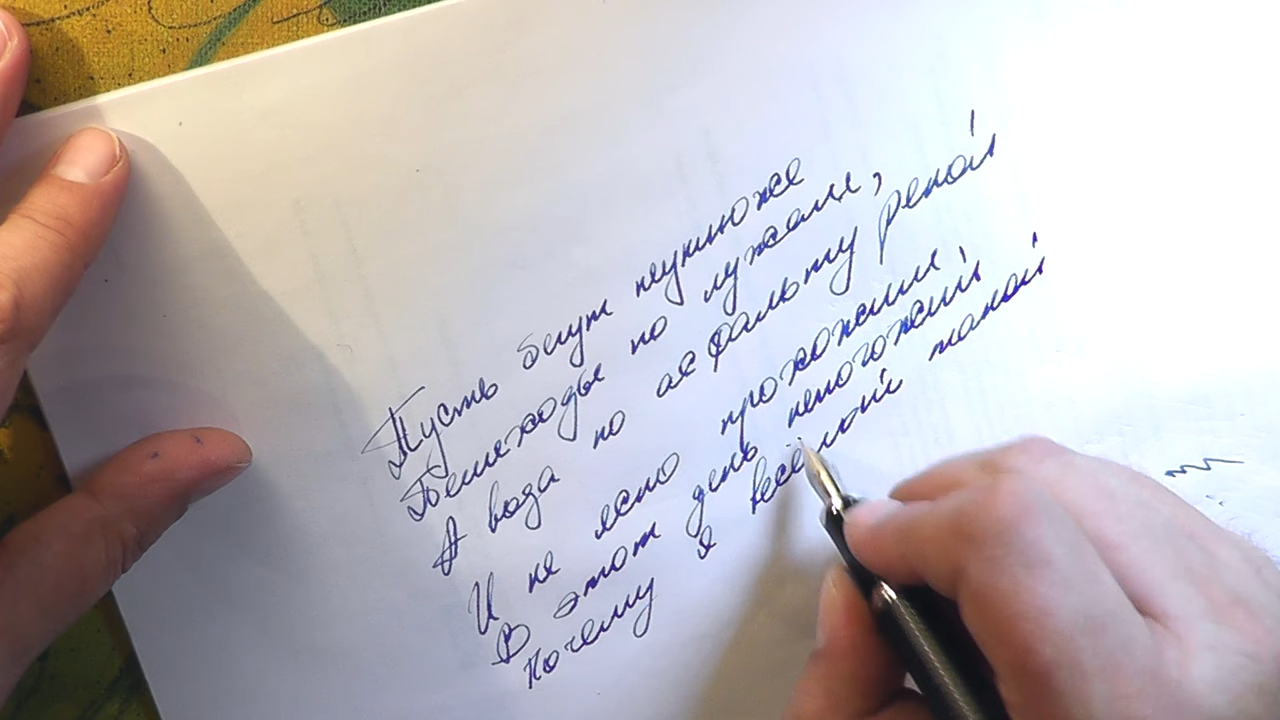 Пусть бегут неуклюже
Пешеходы по лужам,
А вода по асфальту рекой
И не ясно прохожим,
В этот день непогожий
Почему я весёлый такой